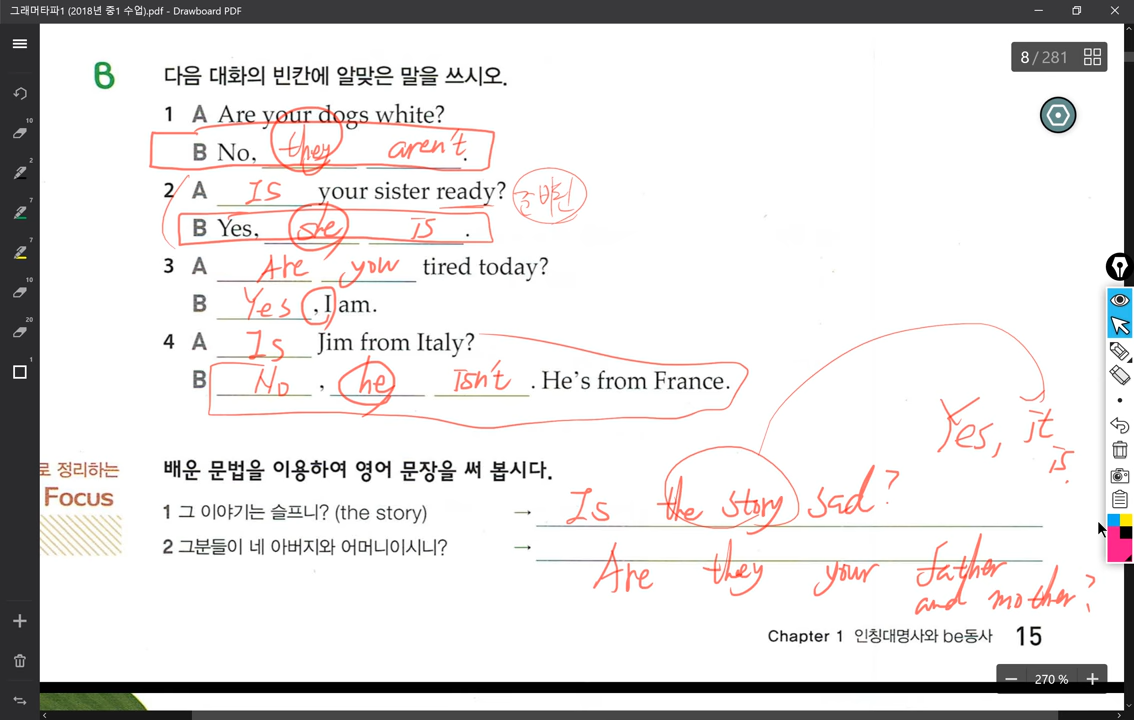 그래머타파1 (2018년 중1 수업).pdf - Drawboard PDF
8 / 281
B 다음 대화의 빈칸에 알맞은 말을 쓰시오.
1 A Are your dogs white?
B No, they aren't.
2 A Is your sister ready? 준비된
B Yes, she is.
3 A Are you tired today?
B Yes, I am.
4 A Is Jim from Italy?
B No, he isn't. He's from France.
Yes, it is.
로 정리하는
Focus
배운 문법을 이용하여 영어 문장을 써 봅시다.
1 그 이야기는 슬프니? (the story) → Is the story sad?
2 그분들이 네 아버지와 어머니이시니? → Are they your father and mother?
Chapter 1 인칭대명사와 be동사 15
270 %
10
2
7
7
10
20
1